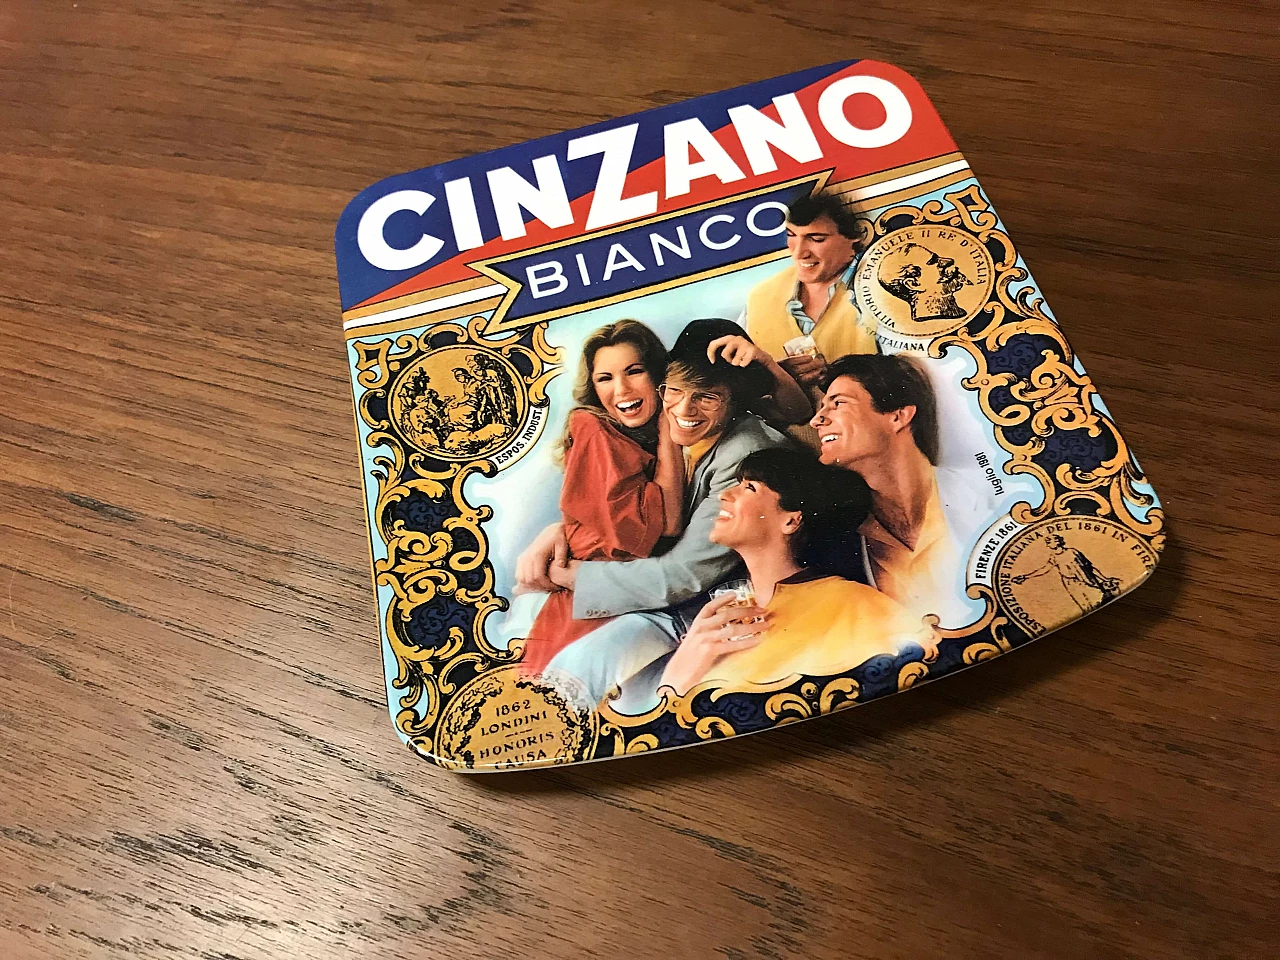 CINZANO
BIANCO
VITTORIO EMANUELE II RE D'ITALIA
ITALIANA
ESPOS. INDUST.
luglio 1981
FIRENZE 1861
ESPOSIZIONE ITALIANA DEL 1861 IN FIR
1862
LONDINI
HONORIS
CAUSA